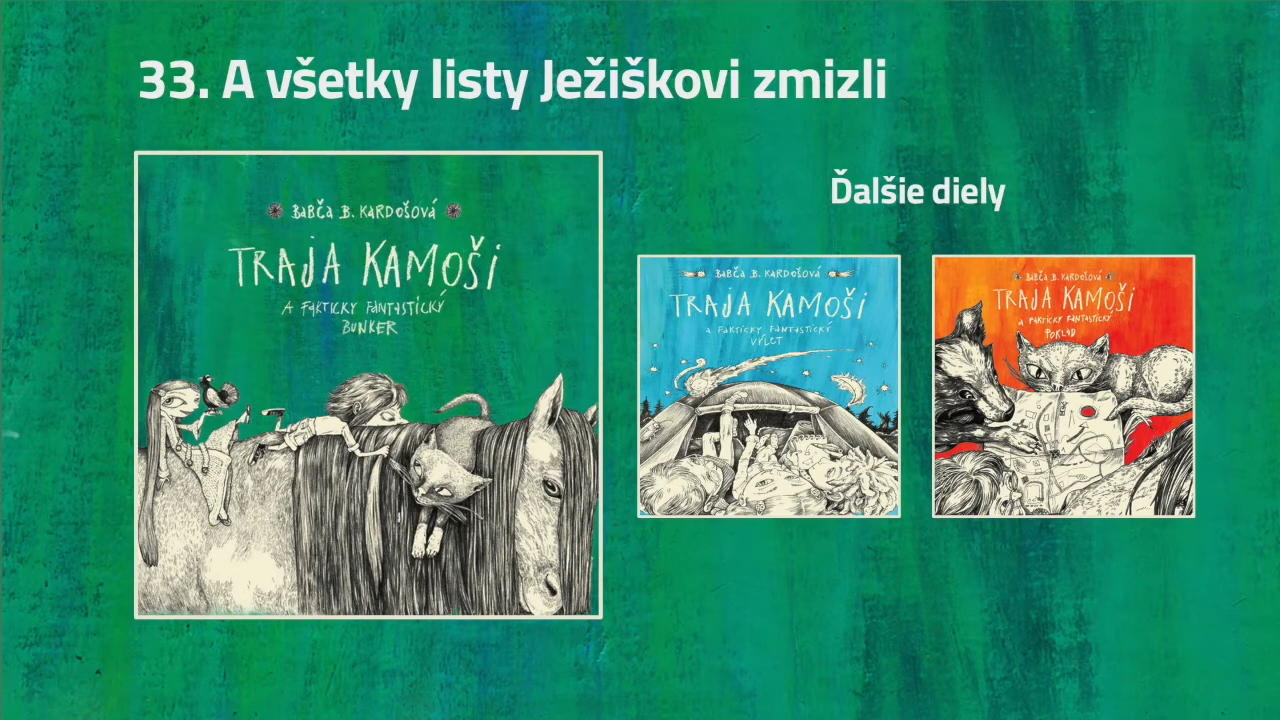 33. A všetky listy Ježiškovi zmizli
BABČA B. KARDOŠOVÁ
TRAJA KAMOŠI
A FAKTICKY FANTASTICKÝ
BUNKER
Ďalšie diely
BABČA B. KARDOŠOVÁ
TRAJA KAMOŠI
A FAKTICKY FANTASTICKÝ
VÝLET
BABČA B. KARDOŠOVÁ
TRAJA KAMOŠI
A FAKTICKY FANTASTICKÝ
POKLAD